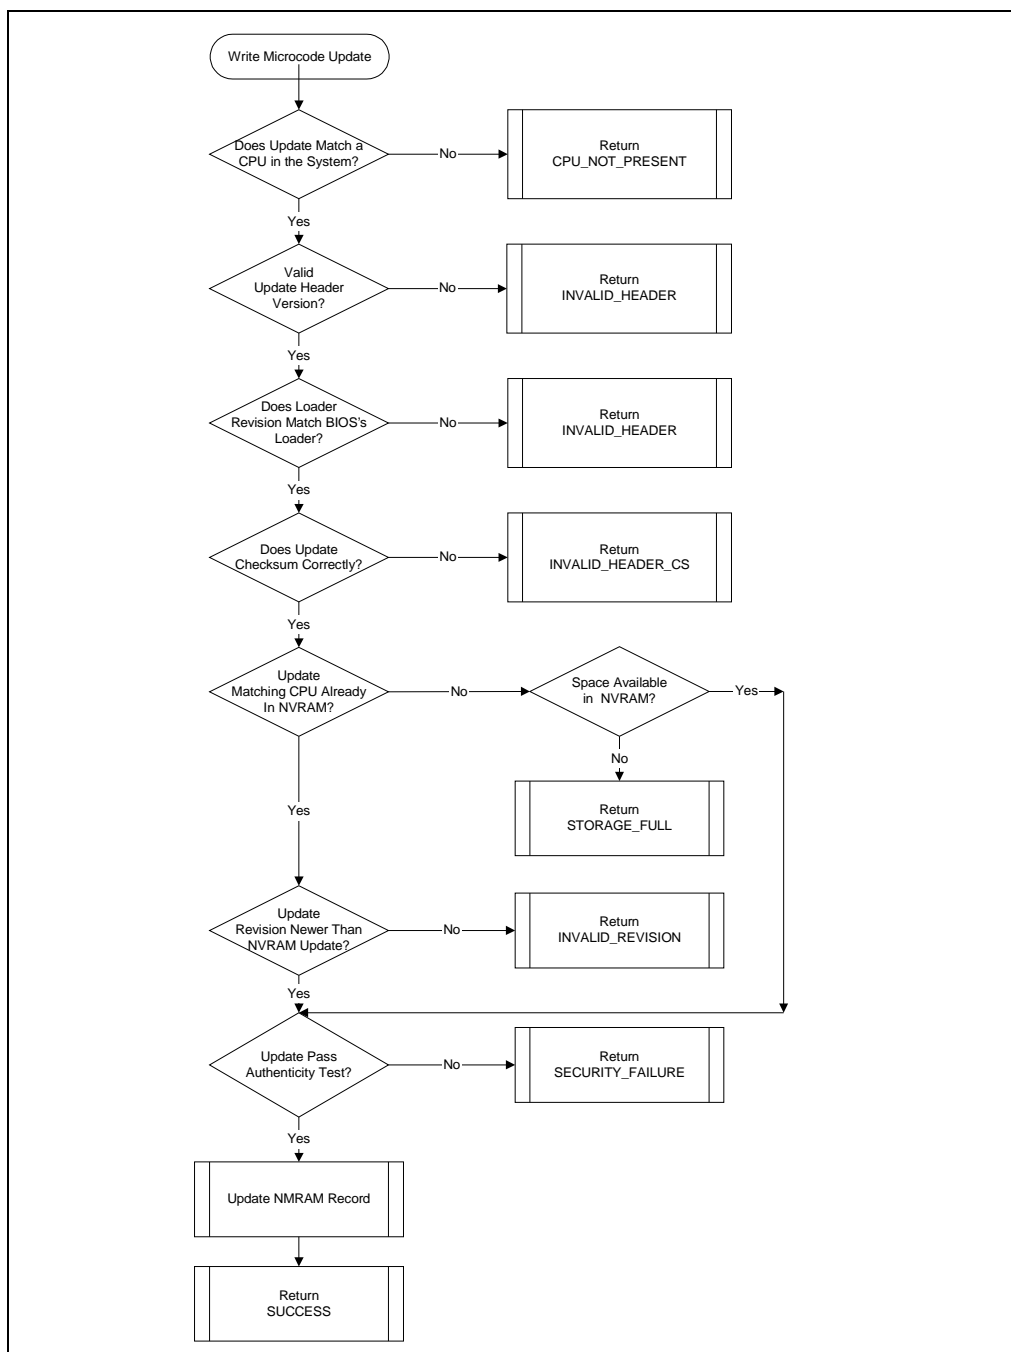 Write Microcode Update
Does Update Match a
CPU in the System?
No
Return
CPU_NOT_PRESENT
Yes
Valid
Update Header
Version?
No
Return
INVALID_HEADER
Yes
Does Loader
Revision Match BIOS's
Loader?
No
Return
INVALID_HEADER
Yes
Does Update
Checksum Correctly?
No
Return
INVALID_HEADER_CS
Yes
Update
Matching CPU Already
In NVRAM?
No
Space Available
in NVRAM?
Yes
No
Return
STORAGE_FULL
Yes
Update
Revision Newer Than
NVRAM Update?
No
Return
INVALID_REVISION
Yes
Update Pass
Authenticity Test?
No
Return
SECURITY_FAILURE
Yes
Update NMRAM Record
Return
SUCCESS